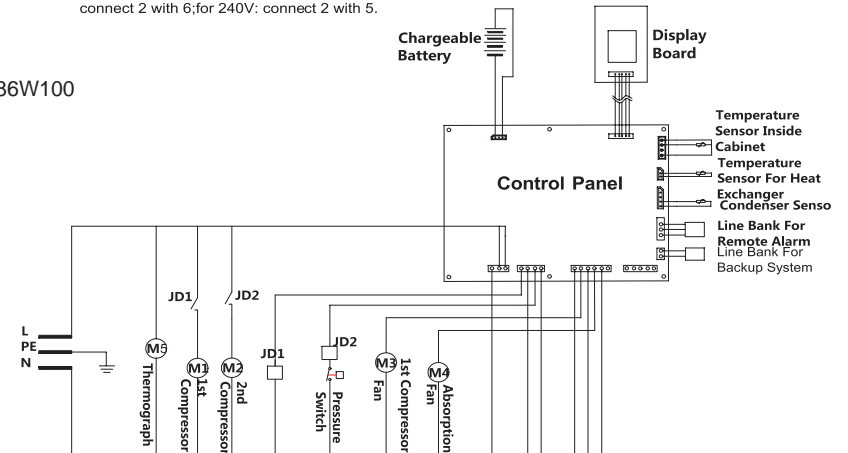 connect 2 with 6;for 240V: connect 2 with 5.
36W100
Chargeable
Battery
Display
Board
Temperature
Sensor Inside
Cabinet
Temperature
Sensor For Heat
Exchanger
Condenser Senso
Line Bank For
Remote Alarm
Line Bank For
Backup System
Control Panel
JD1
JD2
L
PE
N
M5
Thermograph
M1
1st
Compressor
M2
2nd
Compressor
JD1
JD2
Pressure
Switch
M3
1st Compressor
Fan
M4
Absorption
Fan